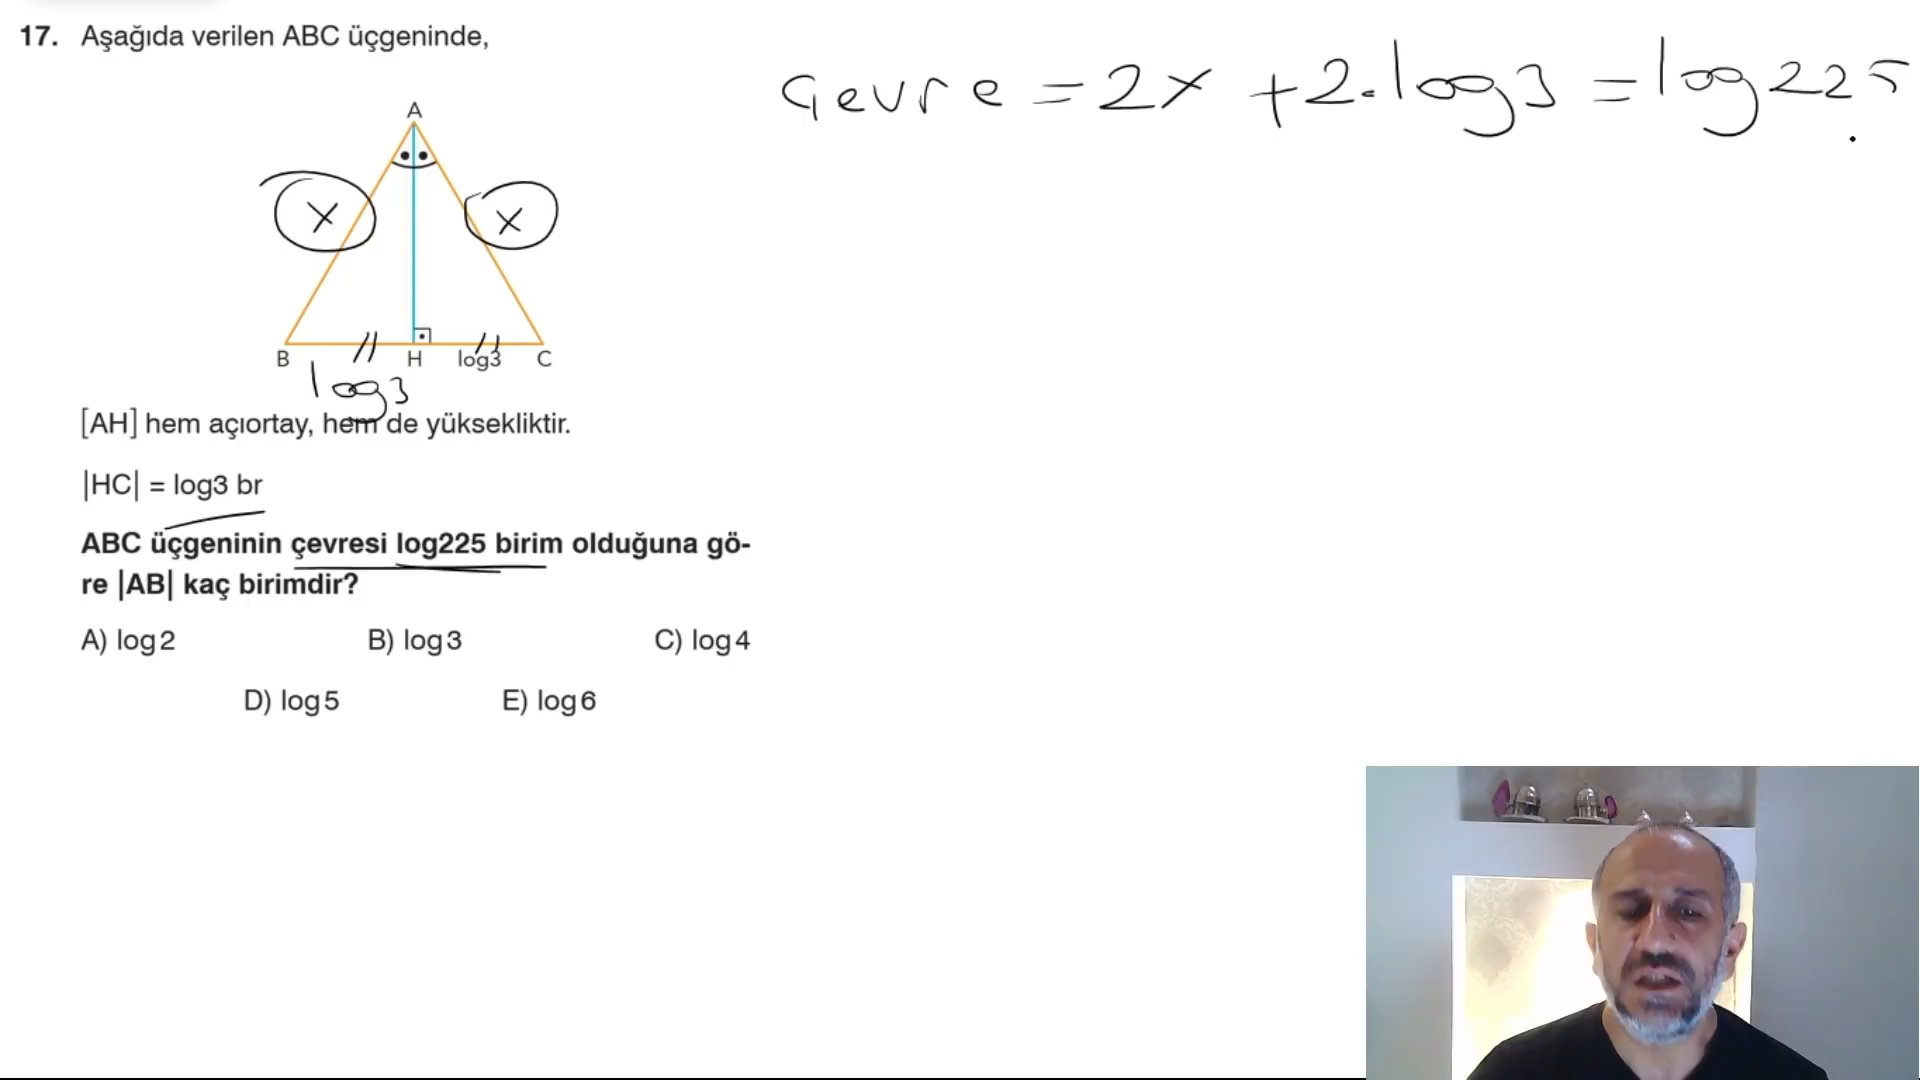 17. Aşağıda verilen ABC üçgeninde,
Çevre = 2x + 2.log3 = log225
A
x x
B H log3 C
log3
[AH] hem açıortay, hem de yüksekliktir.
|HC| = log3 br
ABC üçgeninin çevresi log225 birim olduğuna gö-
re |AB| kaç birimdir?
A) log2 B) log3 C) log4
D) log5 E) log6